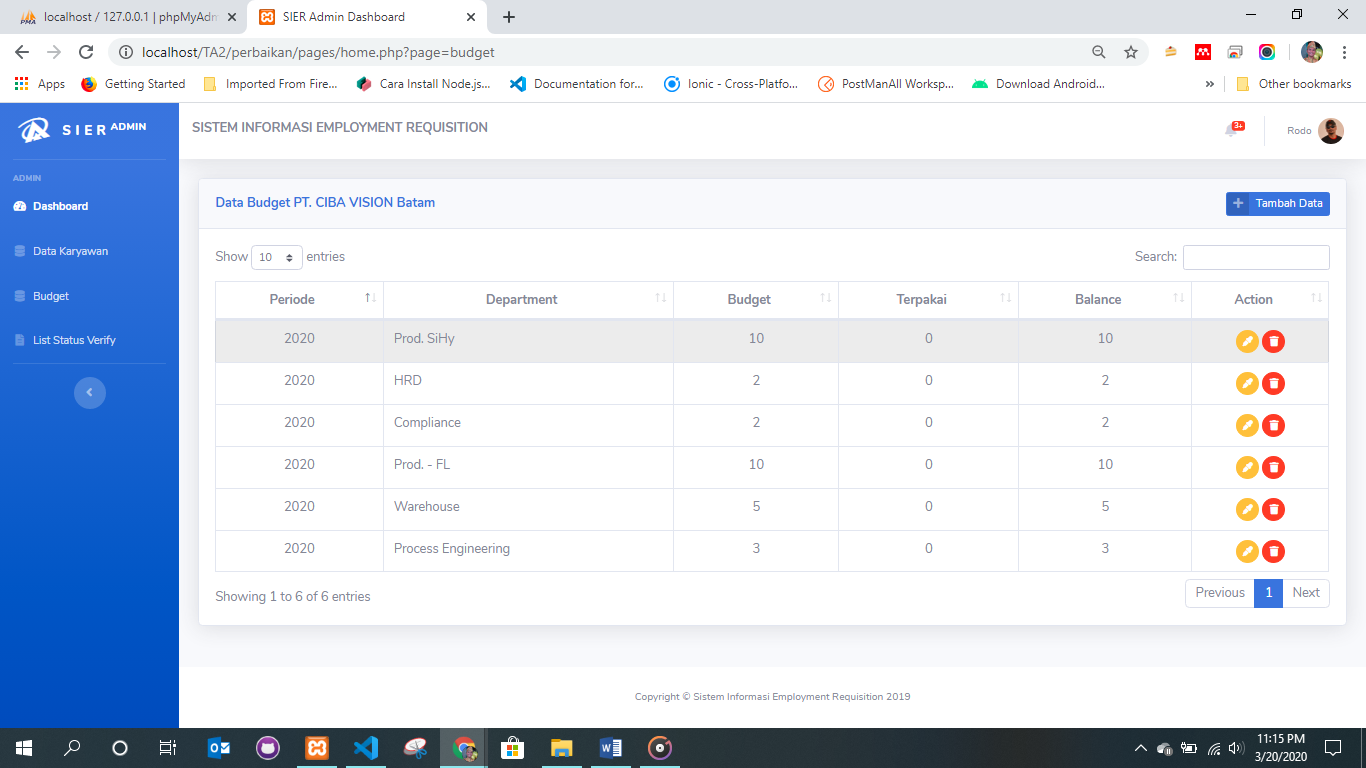 localhost / 127.0.0.1 | phpMyAdm
SIER Admin Dashboard
localhost/TA2/perbaikan/pages/home.php?page=budget
Apps
Getting Started
Imported From Fire...
Cara Install Node.js...
Documentation for...
Ionic - Cross-Platfo...
PostManAll Worksp...
Download Android...
»
Other bookmarks
SIER ADMIN
SISTEM INFORMASI EMPLOYMENT REQUISITION
3+
Rodo
ADMIN
Dashboard
Data Karyawan
Budget
List Status Verify
Data Budget PT. CIBA VISION Batam
Tambah Data
Show 10 entries
Search:
Periode Department Budget Terpakai Balance Action
2020 Prod. SiHy 10 0 10
2020 HRD 2 0 2
2020 Compliance 2 0 2
2020 Prod. - FL 10 0 10
2020 Warehouse 5 0 5
2020 Process Engineering 3 0 3
Showing 1 to 6 of 6 entries
Previous 1 Next
Copyright © Sistem Informasi Employment Requisition 2019
11:15 PM
3/20/2020